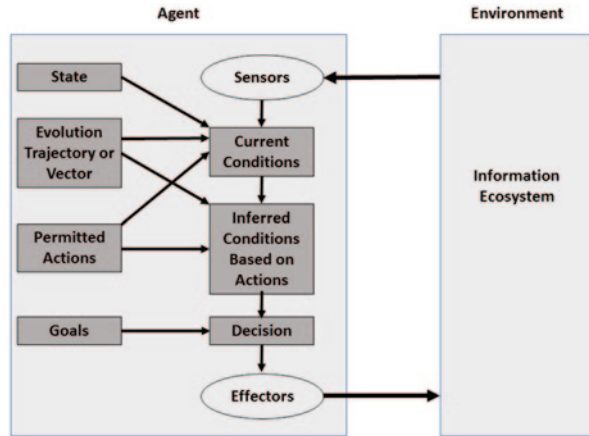 Agent
Environment
State
Sensors
Evolution
Trajectory or
Vector
Current
Conditions
Information
Ecosystem
Permitted
Actions
Inferred
Conditions
Based on
Actions
Goals
Decision
Effectors